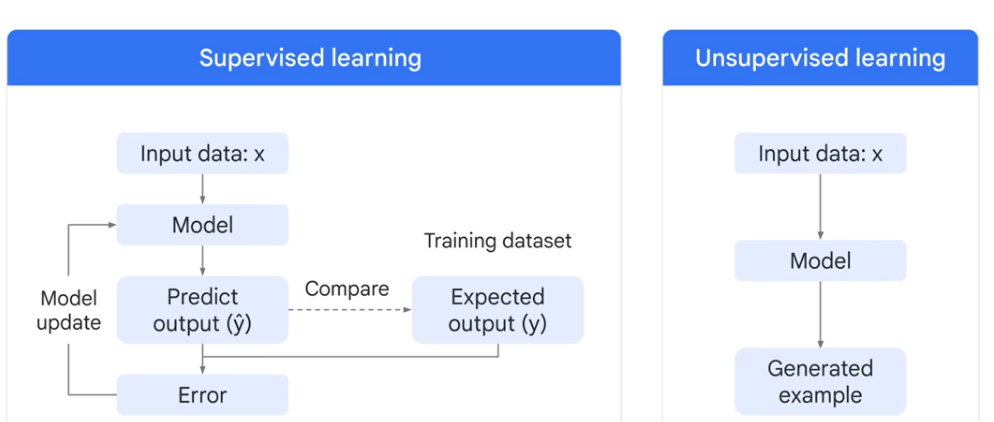 Supervised learning
Input data: x
Model
Training dataset
Predict
output (ŷ)
Compare
Expected
output (y)
Model
update
Error
Unsupervised learning
Input data: x
Model
Generated
example